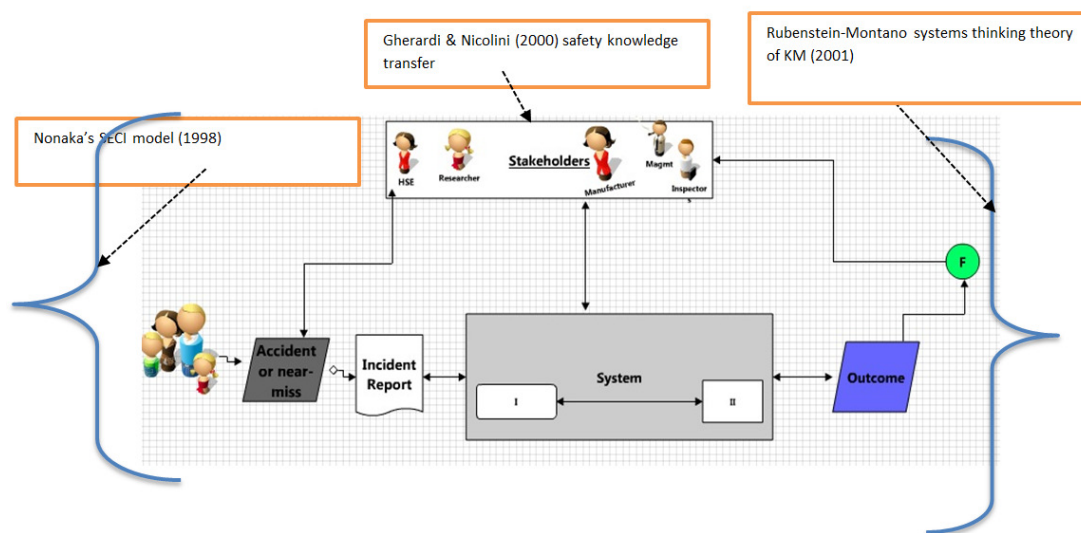 Gherardi & Nicolini (2000) safety knowledge
transfer
Rubenstein-Montano systems thinking theory
of KM (2001)
Nonaka's SECI model (1998)
Stakeholders
HSE
Researcher
Manufacturer
Magmt
Inspector
s
F
Accident
or near-
miss
Incident
Report
System
I
II
Outcome